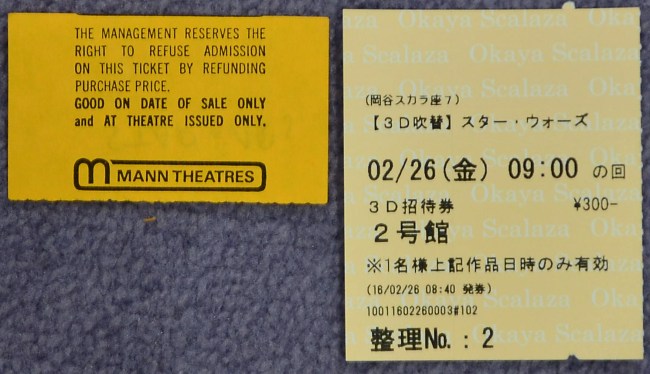 THE MANAGEMENT RESERVES THE
RIGHT TO REFUSE ADMISSION
ON THIS TICKET BY REFUNDING
PURCHASE PRICE.
GOOD ON DATE OF SALE ONLY
and AT THEATRE ISSUED ONLY.
m MANN THEATRES
Okaya Scalaza
(岡谷スカラ座7)
【3D吹替】スター・ウォーズ
02/26(金) 09:00 の回
3D招待券 ¥300-
2号館
※1名様上記作品日時のみ有効
(16/02/26 08:40 発券)
10011602260003#102
整理No.:2